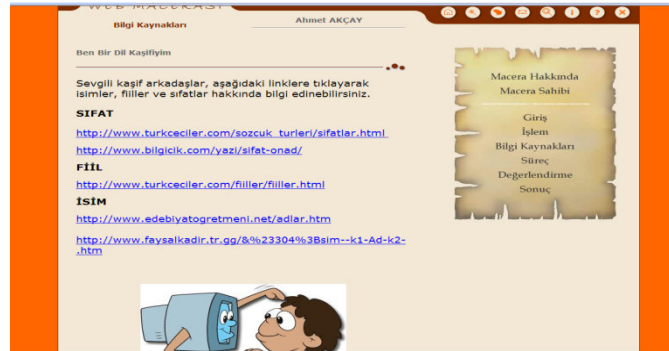 WEB MACERASI
Bilgi Kaynakları
Ahmet AKÇAY
Ben Bir Dil Kaşifiyim
Sevgili kaşif arkadaşlar, aşağıdaki linklere tıklayarak
isimler, fiiller ve sıfatlar hakkında bilgi edinebilirsiniz.
SIFAT
http://www.turkceciler.com/sozcuk_turleri/sifatlar.html
http://www.bilgicik.com/yazi/sifat-onad/
FİİL
http://www.turkceciler.com/fiiller/fiiller.html
İSİM
http://www.edebiyatogretmeni.net/adlar.htm
http://www.faysalkadir.tr.gg/&%23304%3Bsim--k1-Ad-k2-
.htm
Macera Hakkında
Macera Sahibi
Giriş
İşlem
Bilgi Kaynakları
Süreç
Değerlendirme
Sonuç